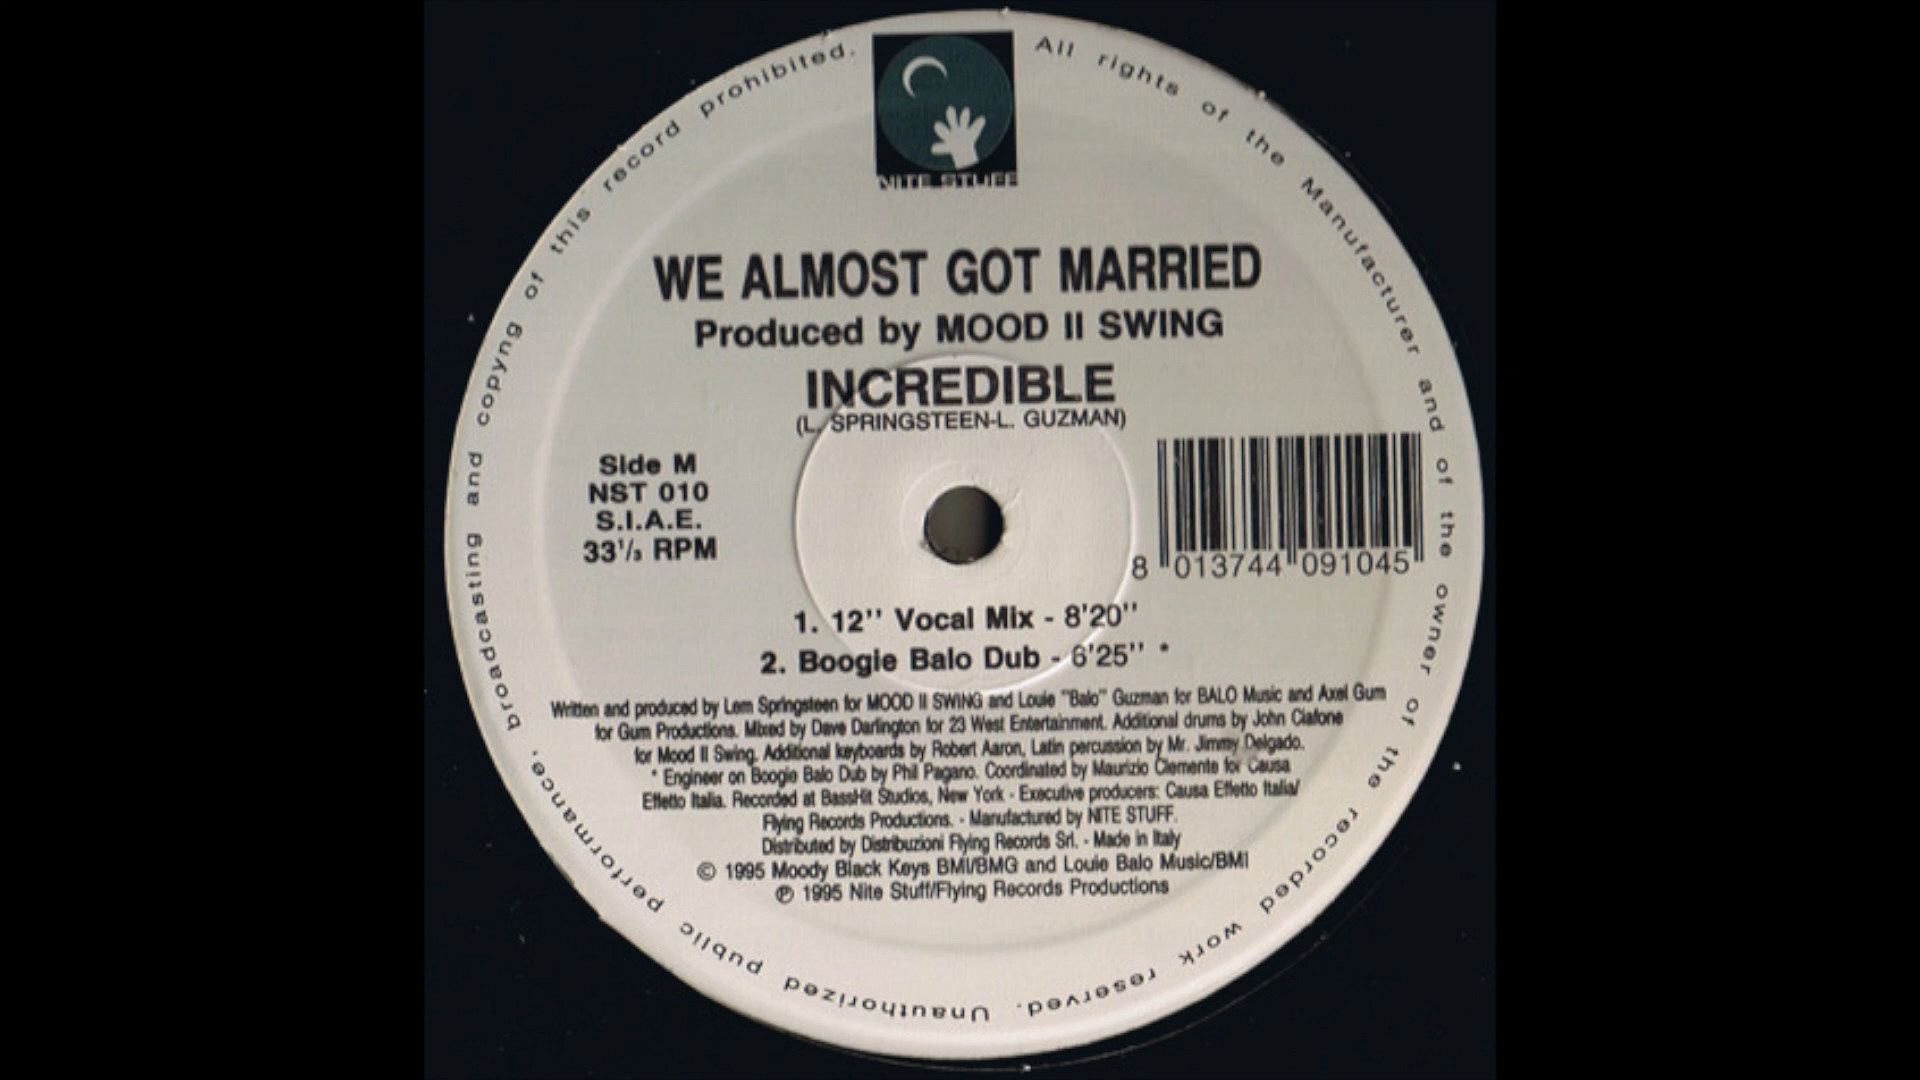 NITE STUFF
WE ALMOST GOT MARRIED
Produced by MOOD II SWING
INCREDIBLE
(L. SPRINGSTEEN-L. GUZMAN)
Side M
NST 010
S.I.A.E.
33¹/₃ RPM
8 013744 091045
1. 12'' Vocal Mix - 8'20''
2. Boogie Balo Dub - 6'25'' *
Written and produced by Lem Springsteen for MOOD II SWING and Louie "Balo" Guzman for BALO Music and Axel Gum
for Gum Productions. Mixed by Dave Darlington for 23 West Entertainment. Additional drums by John Ciafone
for Mood II Swing. Additional keyboards by Robert Aaron, Latin percussion by Mr. Jimmy Delgado.
* Engineer on Boogie Balo Dub by Phil Pagano. Coordinated by Maurizio Clemente for Causa
Effetto Italia. Recorded at BassHit Studios, New York - Executive producers: Causa Effetto Italia/
Flying Records Productions. - Manufactured by NITE STUFF.
Distributed by Distribuzioni Flying Records Srl. - Made in Italy
© 1995 Moody Black Keys BMI/BMG and Louie Balo Music/BMI
℗ 1995 Nite Stuff/Flying Records Productions
All rights of the Manufacturer and of the owner of the recorded work reserved. Unauthorized public performance, broadcasting and copyng of this record prohibited.